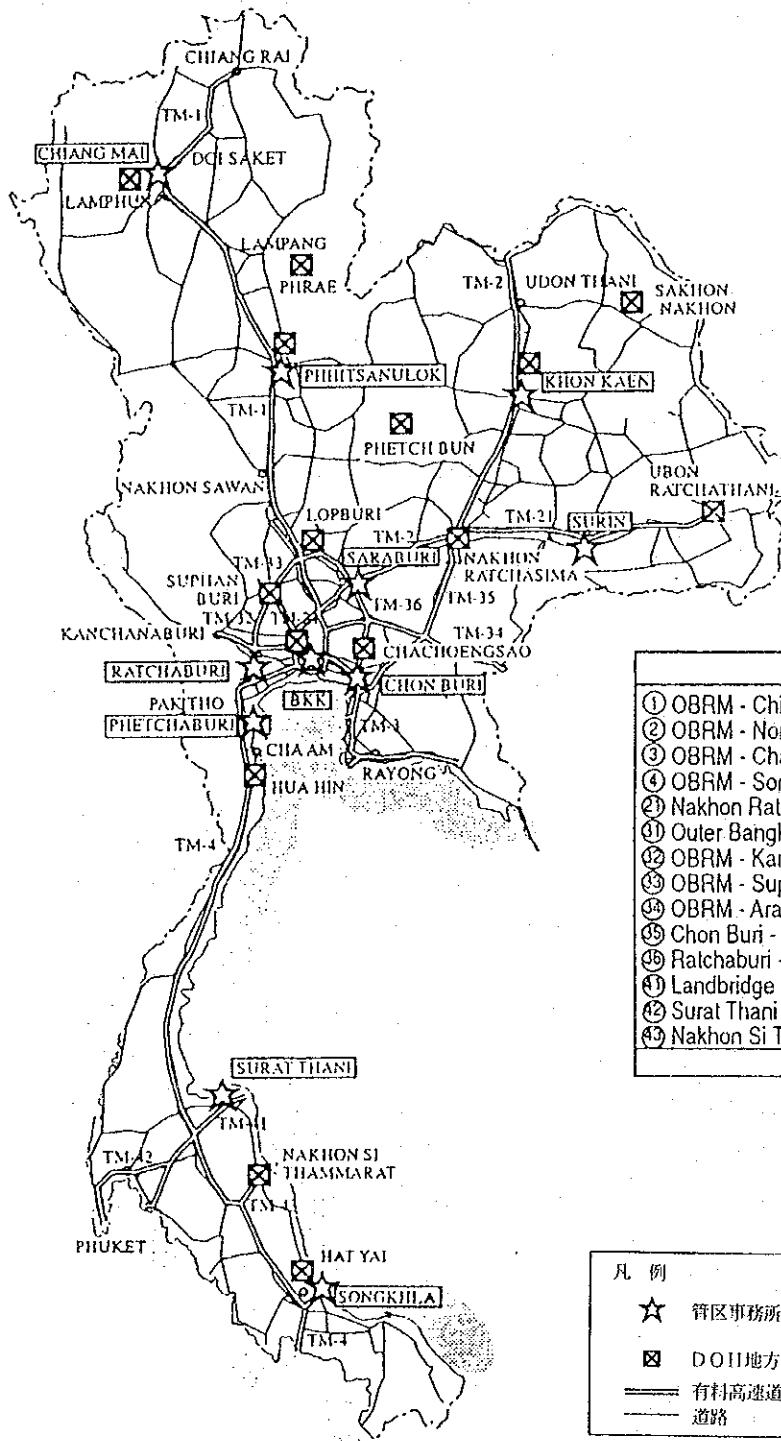 CHIANG RAI
TM-1
CHIANG MAI
DOI SAKET
LAMPHUN
LAMPANG
PHRAE
TM-2
UDON THANI
SAKHON
NAKHON
PHHITSANULOK
KHON KAEN
TM-1
PHETCH BUN
NAKHON SAWAN
UBON
RATCHATHANI
LOPBURI
TM-2
TM-21
SURIN
SARABURI
TM-33
NAKHON
RATCHASIMA
SUPHAN
BURI
TM-36
TM-35
TM-32
KANCHANABURI
TM-34
CHACHOENGSAO
RATCHABURI
BKK
CHON BURI
PAK THO
PHETCHABURI
TM-3
CHA AM
RAYONG
HUA HIN
TM-4
① OBRM - Chi
② OBRM - Nor
③ OBRM - Cha
④ OBRM - Son
㉑ Nakhon Rat
㉛ Outer Bangk
㉜ OBRM - Kar
㉝ OBRM - Sup
㉞ OBRM - Ara
㉟ Chon Buri -
㊱ Ratchaburi -
㊶ Landbridge
㊷ Surat Thani
㊸ Nakhon Si T
SURAT THANI
TM-41
TM-42
NAKHON SI
THAMMARAT
PHUKET
HAT YAI
SONGKHLA
TM-4
凡 例
管区事務所
DOH地方
有料高速道
道路